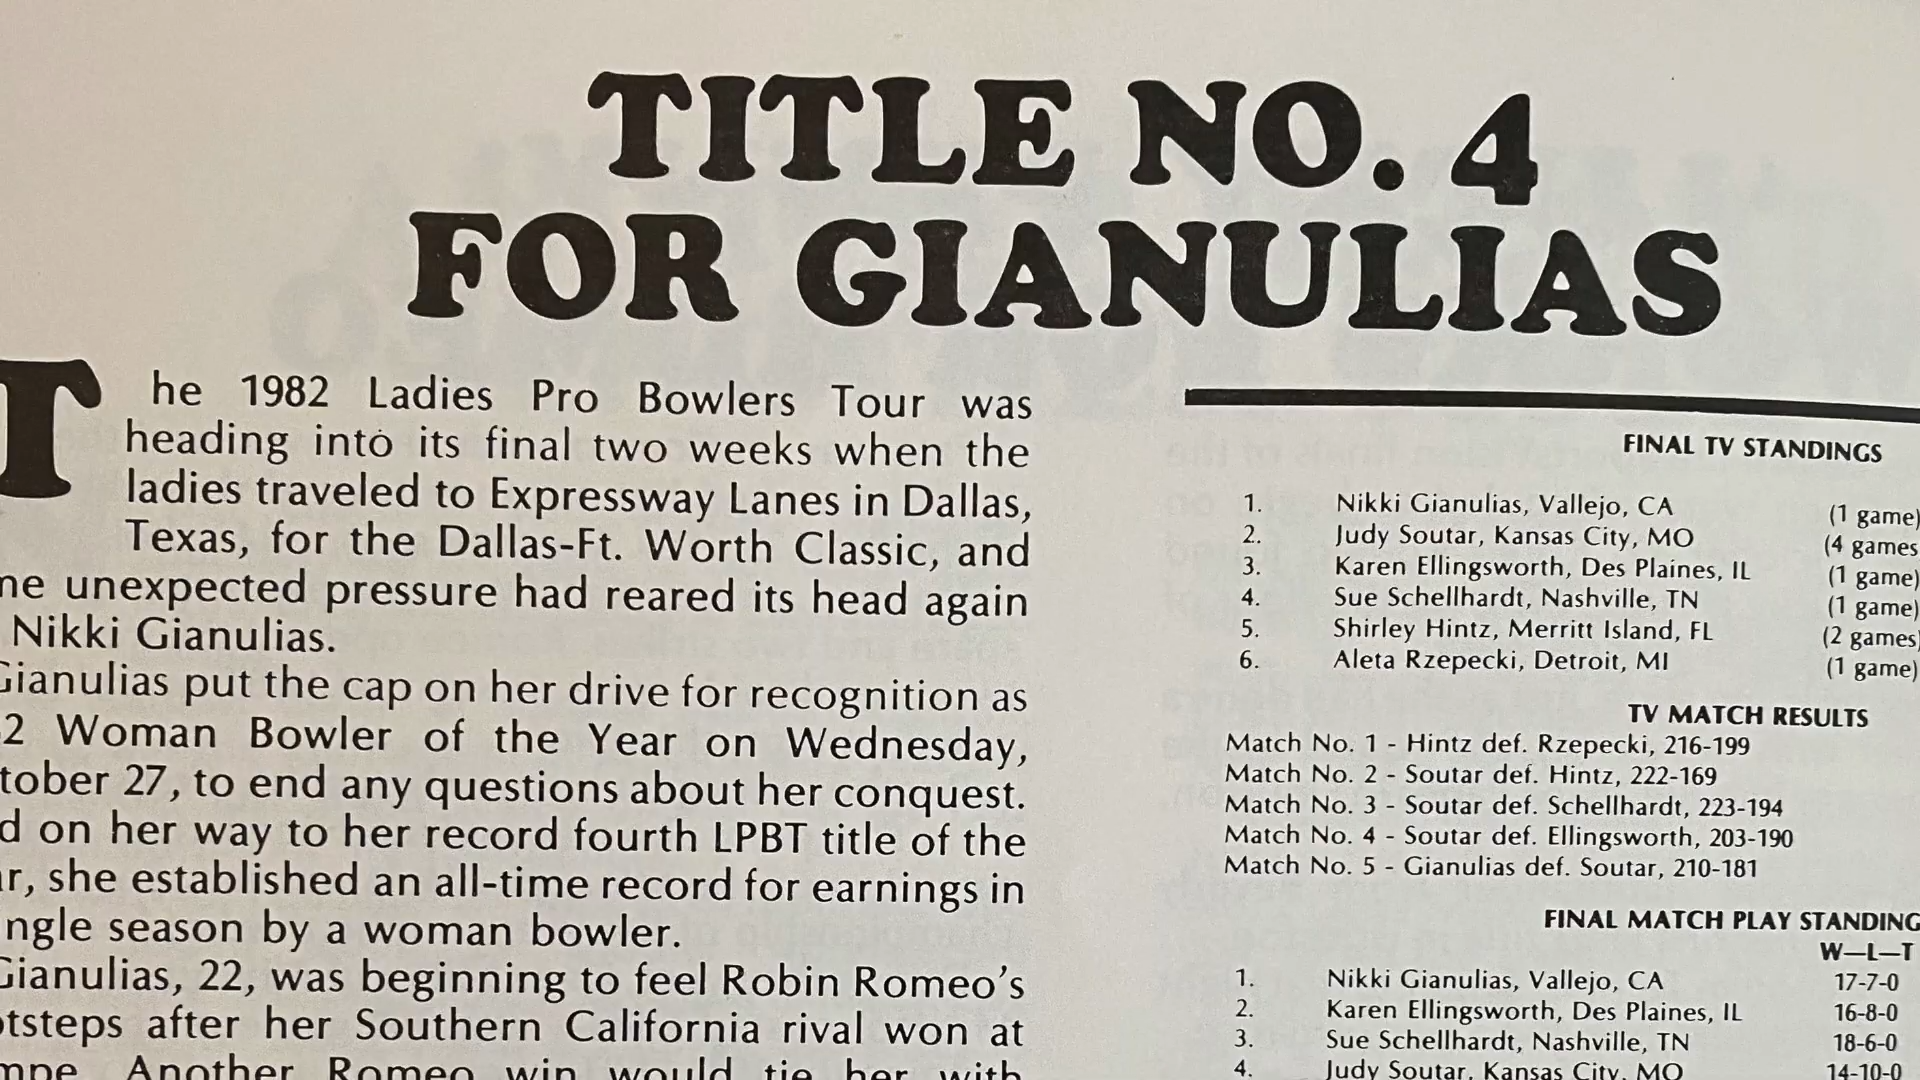 TITLE NO. 4
FOR GIANULIAS
The 1982 Ladies Pro Bowlers Tour was
heading into its final two weeks when the
ladies traveled to Expressway Lanes in Dallas,
Texas, for the Dallas-Ft. Worth Classic, and
unexpected pressure had reared its head again
Nikki Gianulias.
Gianulias put the cap on her drive for recognition as
2 Woman Bowler of the Year on Wednesday,
tober 27, to end any questions about her conquest.
d on her way to her record fourth LPBT title of the
r, she established an all-time record for earnings in
ngle season by a woman bowler.
Gianulias, 22, was beginning to feel Robin Romeo's
tsteps after her Southern California rival won at
mpe. Another Romeo win would tie her with
FINAL TV STANDINGS
1. Nikki Gianulias, Vallejo, CA (1 game)
2. Judy Soutar, Kansas City, MO (4 games
3. Karen Ellingsworth, Des Plaines, IL (1 game)
4. Sue Schellhardt, Nashville, TN (1 game)
5. Shirley Hintz, Merritt Island, FL (2 games)
6. Aleta Rzepecki, Detroit, MI (1 game)
TV MATCH RESULTS
Match No. 1 - Hintz def. Rzepecki, 216-199
Match No. 2 - Soutar def. Hintz, 222-169
Match No. 3 - Soutar def. Schellhardt, 223-194
Match No. 4 - Soutar def. Ellingsworth, 203-190
Match No. 5 - Gianulias def. Soutar, 210-181
FINAL MATCH PLAY STANDING
W—L—T
1. Nikki Gianulias, Vallejo, CA 17-7-0
2. Karen Ellingsworth, Des Plaines, IL 16-8-0
3. Sue Schellhardt, Nashville, TN 18-6-0
4. Judy Soutar, Kansas City, MO 14-10-0